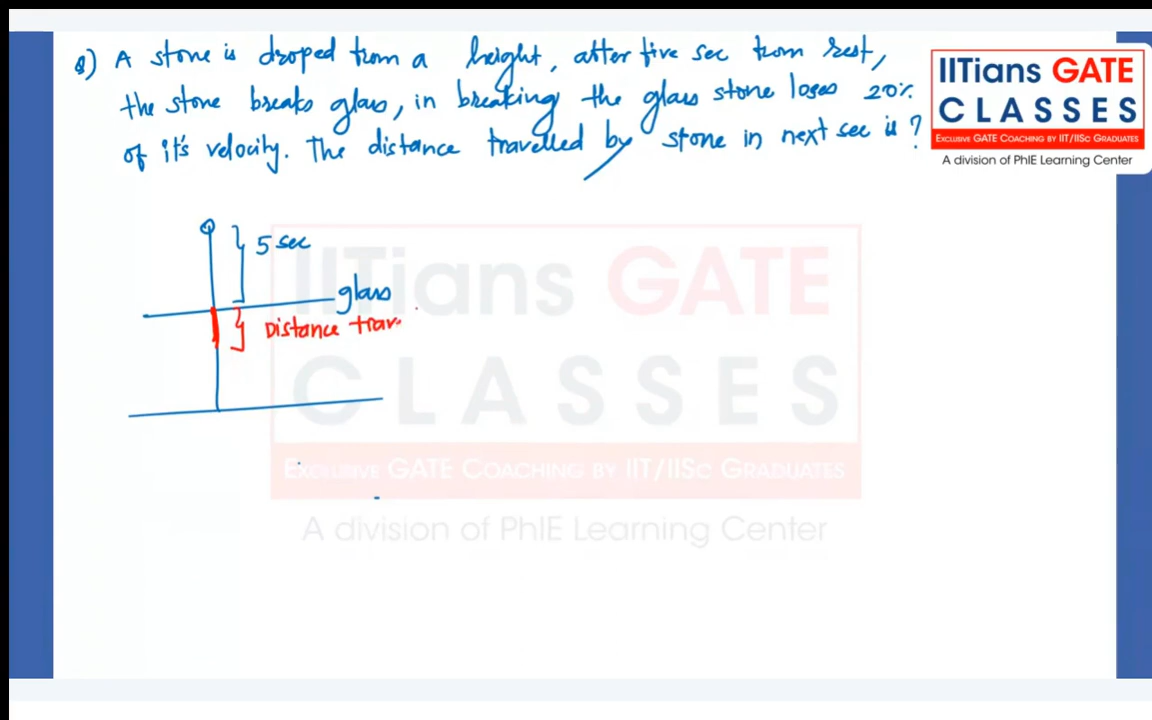 Q) A stone is droped from a height, after five sec from rest,
the stone breaks glass, in breaking the glass stone loses 20%
of it's velocity. The distance travelled by stone in next sec is?
IITians GATE
CLASSES
EXCLUSIVE GATE COACHING BY IIT/IISc GRADUATES
A division of PhIE Learning Center
5 sec
glass
Distance trav
IITians GATE
CLASSES
EXCLUSIVE GATE COACHING BY IIT/IISc GRADUATES
A division of PhIE Learning Center